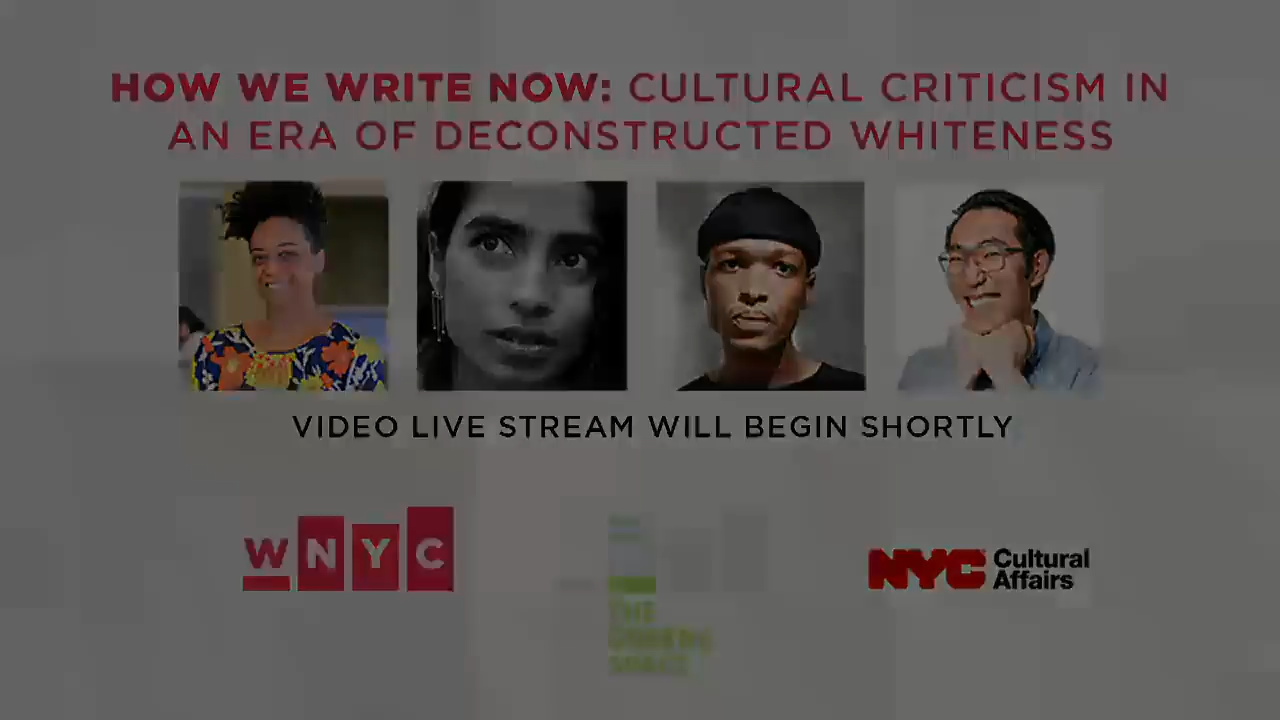 HOW WE WRITE NOW: CULTURAL CRITICISM IN
AN ERA OF DECONSTRUCTED WHITENESS
VIDEO LIVE STREAM WILL BEGIN SHORTLY
WNYC
NYC Cultural
Affairs
THE